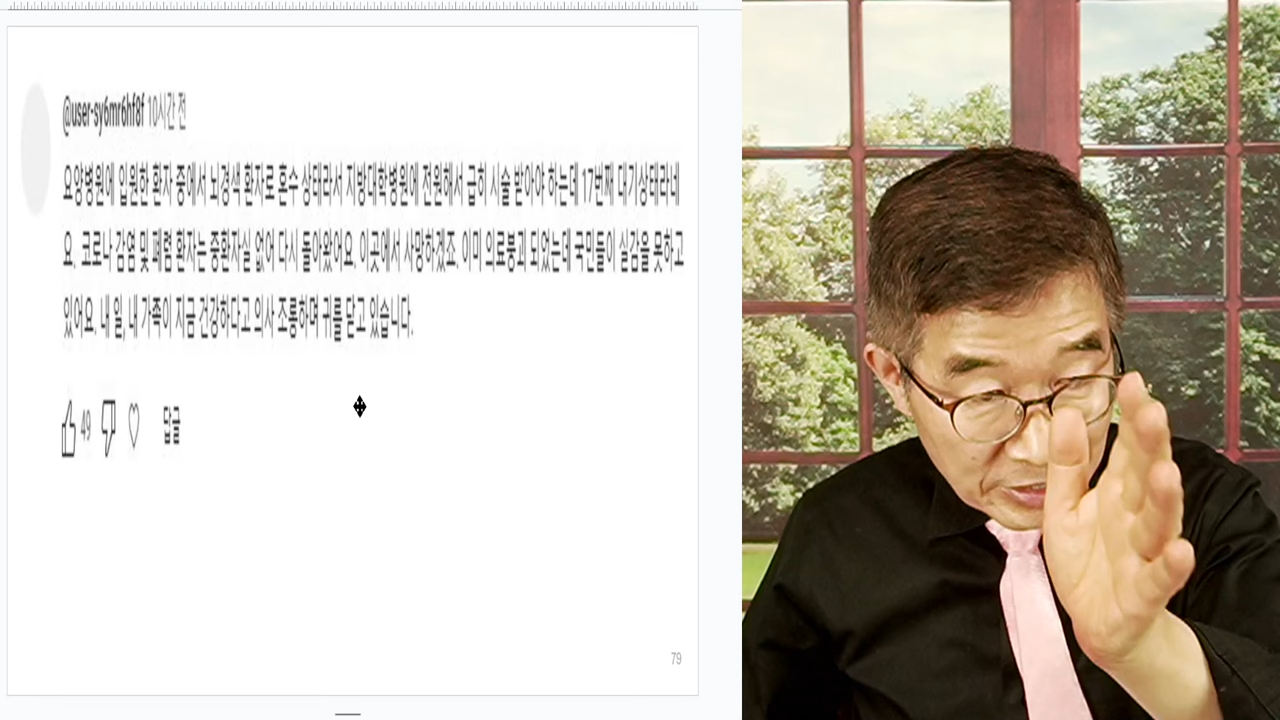 @user-sy6mr6hf8f 10시간 전
요양병원에 입원한 환자 중에서 뇌경색 환자로 혼수 상태라서 지방대학병원에 전원해서 급히 시술 받아야 하는데 17번째 대기상태라네
요. 코로나 감염 및 폐렴 환자는 중환자실 없어 다시 돌아왔어요. 이곳에서 사망하겠죠. 이미 의료붕괴 되었는데 국민들이 실감을 못하고
있어요. 내 일, 내 가족이 지금 건강하다고 의사 조롱하며 귀를 닫고 있습니다.
49 답글
79